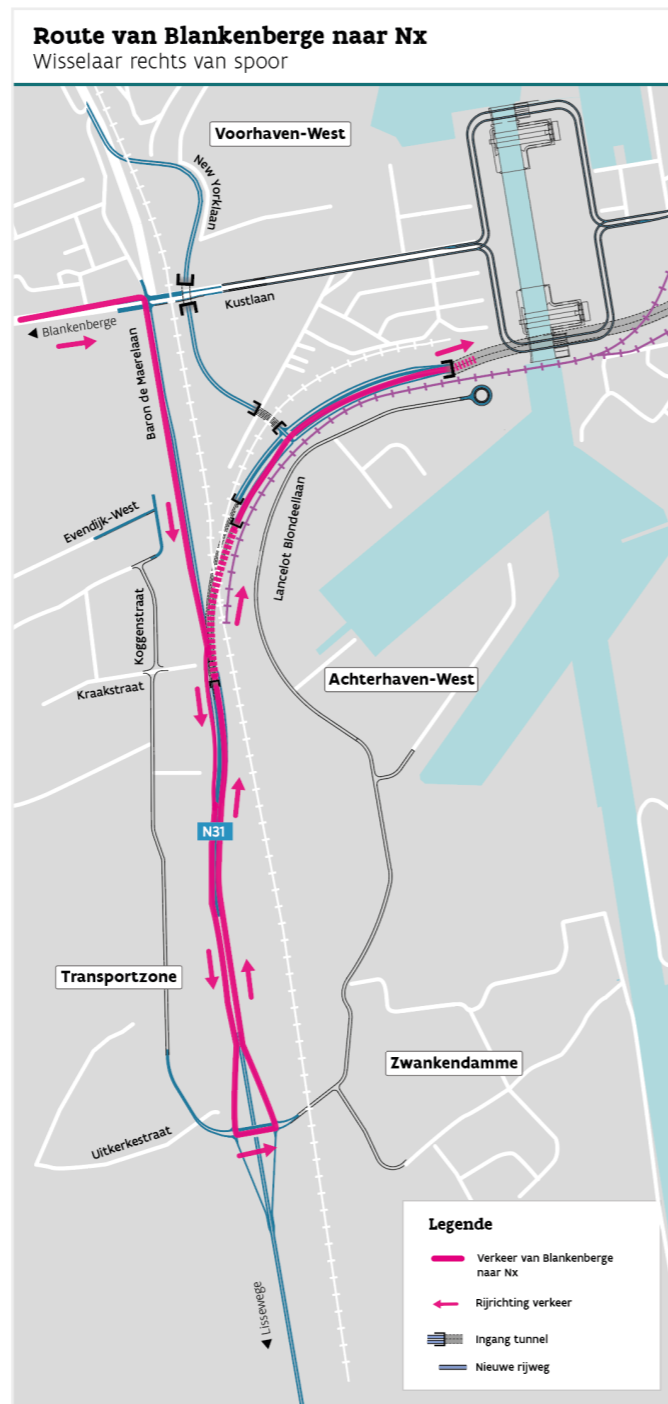 Route van Blankenberge naar Nx
Wisselaar rechts van spoor
Voorhaven-West
New Yorklaan
Kustlaan
◄ Blankenberge
Baron de Maerelaan
Evendijk-West
Lancelot Blondeellaan
Koggenstraat
Achterhaven-West
Kraakstraat
N31
Transportzone
Zwankendamme
Uitkerkestraat
◄ Lissewege
Legende
Verkeer van Blankenberge
naar Nx
Rijrichting verkeer
Ingang tunnel
Nieuwe rijweg